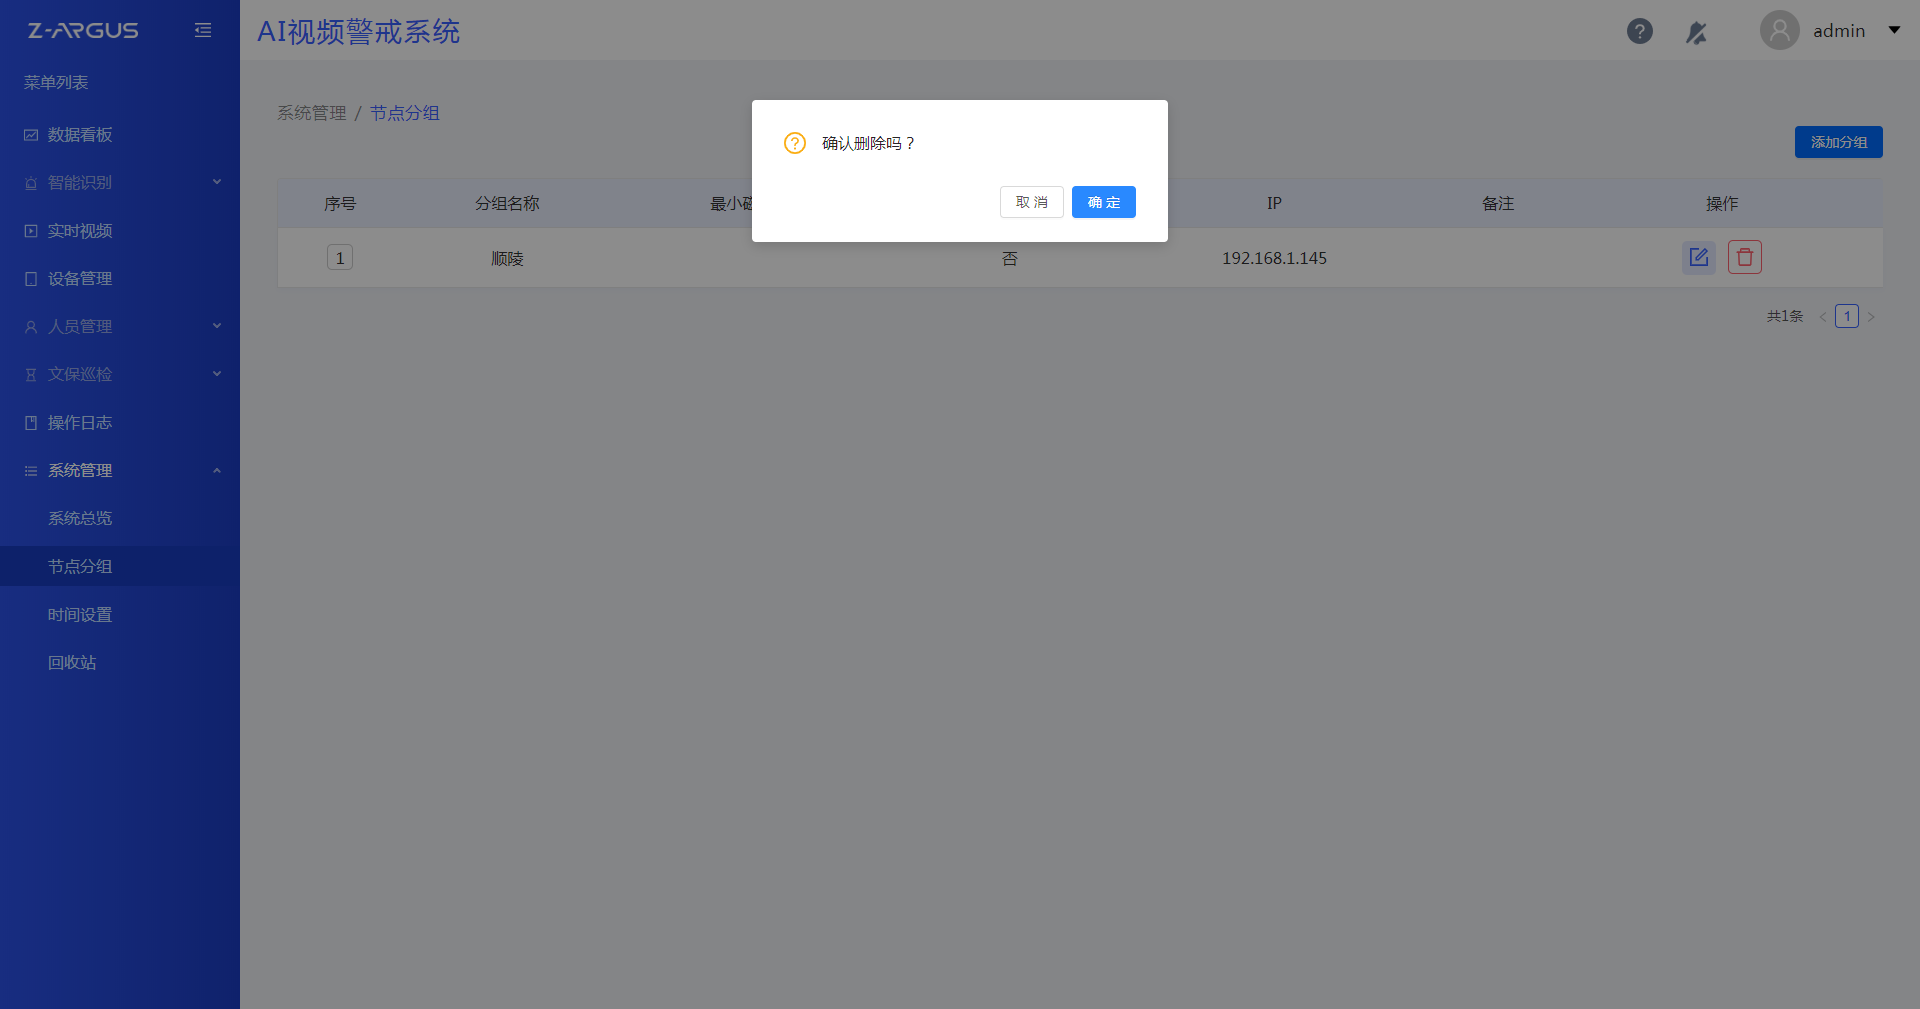 Z-ARGUS
AI视频警戒系统
admin
菜单列表
数据看板
智能识别
实时视频
设备管理
人员管理
文保巡检
操作日志
系统管理
系统总览
节点分组
时间设置
回收站
系统管理 / 节点分组
添加分组
确认删除吗？
取 消 确 定
序号 分组名称 最小 IP 备注 操作
1 顺陵 否 192.168.1.145
共1条 < 1 >